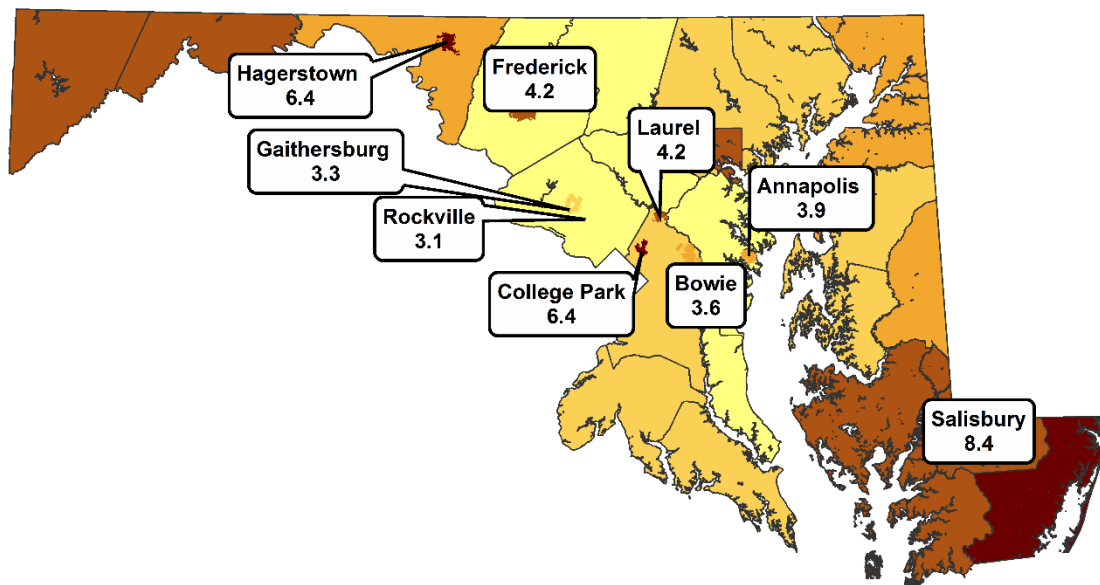 Hagerstown
6.4
Frederick
4.2
Laurel
4.2
Gaithersburg
3.3
Annapolis
3.9
Rockville
3.1
College Park
6.4
Bowie
3.6
Salisbury
8.4